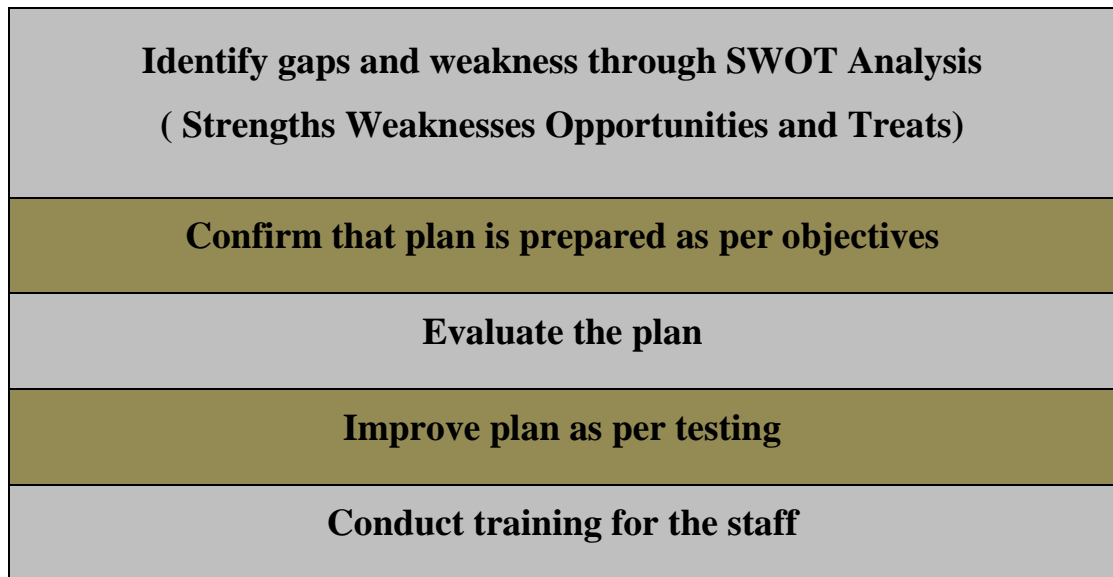 Identify gaps and weakness through SWOT Analysis
( Strengths Weaknesses Opportunities and Treats)
Confirm that plan is prepared as per objectives
Evaluate the plan
Improve plan as per testing
Conduct training for the staff